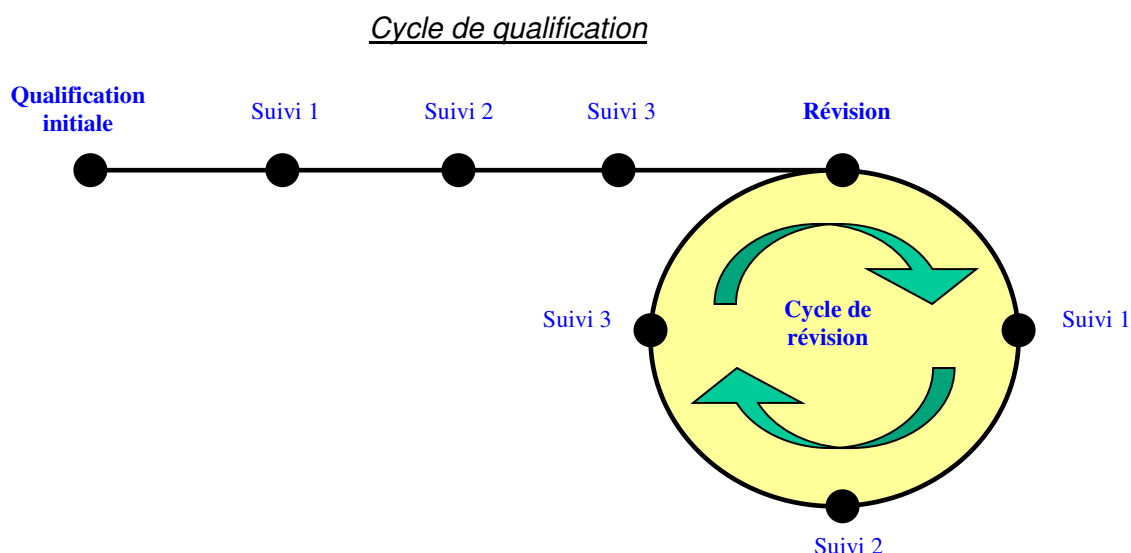 Cycle de qualification
Qualification
initiale
Suivi 1
Suivi 2
Suivi 3
Révision
Suivi 3
Cycle de
révision
Suivi 1
Suivi 2